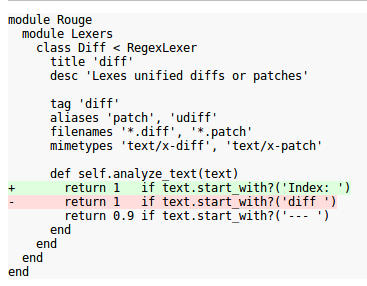 module Rouge
  module Lexers
    class Diff < RegexLexer
      title 'diff'
      desc 'Lexes unified diffs or patches'

      tag 'diff'
      aliases 'patch', 'udiff'
      filenames '*.diff', '*.patch'
      mimetypes 'text/x-diff', 'text/x-patch'

      def self.analyze_text(text)
+       return 1   if text.start_with?('Index: ')
-       return 1   if text.start_with?('diff ')
        return 0.9 if text.start_with?('--- ')
      end
    end
  end
end